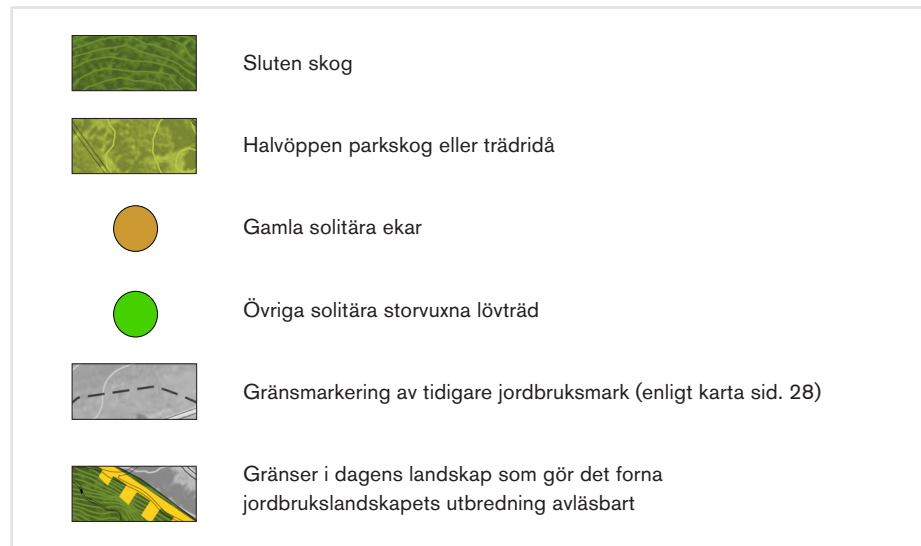 Sluten skog
Halvöppen parkskog eller trädridå
Gamla solitära ekar
Övriga solitära storvuxna lövträd
Gränsmarkering av tidigare jordbruksmark (enligt karta sid. 28)
Gränser i dagens landskap som gör det forna
jordbrukslandskapets utbredning avläsbart